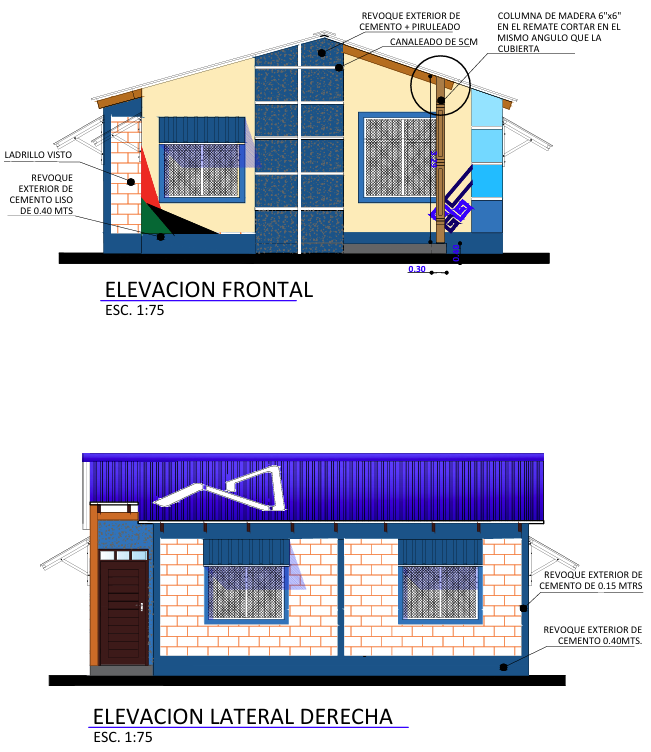 REVOQUE EXTERIOR DE
CEMENTO + PIRULEADO
CANALEADO DE 5CM
COLUMNA DE MADERA 6"x6"
EN EL REMATE CORTAR EN EL
MISMO ANGULO QUE LA
CUBIERTA
LADRILLO VISTO
REVOQUE
EXTERIOR DE
CEMENTO LISO
DE 0.40 MTS
0.30
ELEVACION FRONTAL
ESC. 1:75
REVOQUE EXTERIOR DE
CEMENTO DE 0.15 MTRS
REVOQUE EXTERIOR DE
CEMENTO 0.40MTS.
ELEVACION LATERAL DERECHA
ESC. 1:75